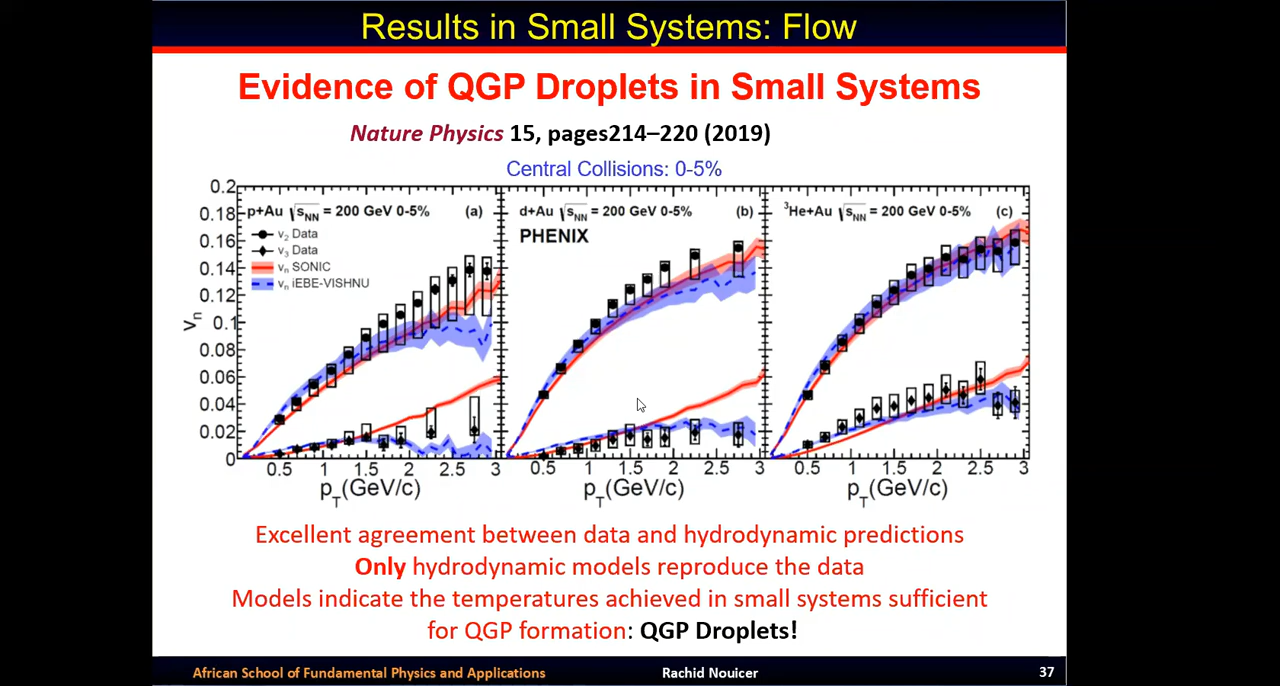 Results in Small Systems: Flow
Evidence of QGP Droplets in Small Systems
Nature Physics 15, pages214–220 (2019)
Central Collisions: 0-5%
p+Au √sNN = 200 GeV 0-5% (a)
v2 Data
v3 Data
vn SONIC
vn iEBE-VISHNU
d+Au √sNN = 200 GeV 0-5% (b)
PHENIX
3He+Au √sNN = 200 GeV 0-5% (c)
vn
0.2
0.18
0.16
0.14
0.12
0.1
0.08
0.06
0.04
0.02
0
0.5 1 1.5 2 2.5 3
0.5 1 1.5 2 2.5 3
0.5 1 1.5 2 2.5 3
pT(GeV/c)
pT(GeV/c)
pT(GeV/c)
Excellent agreement between data and hydrodynamic predictions
Only hydrodynamic models reproduce the data
Models indicate the temperatures achieved in small systems sufficient
for QGP formation: QGP Droplets!
African School of Fundamental Physics and Applications
Rachid Nouicer
37